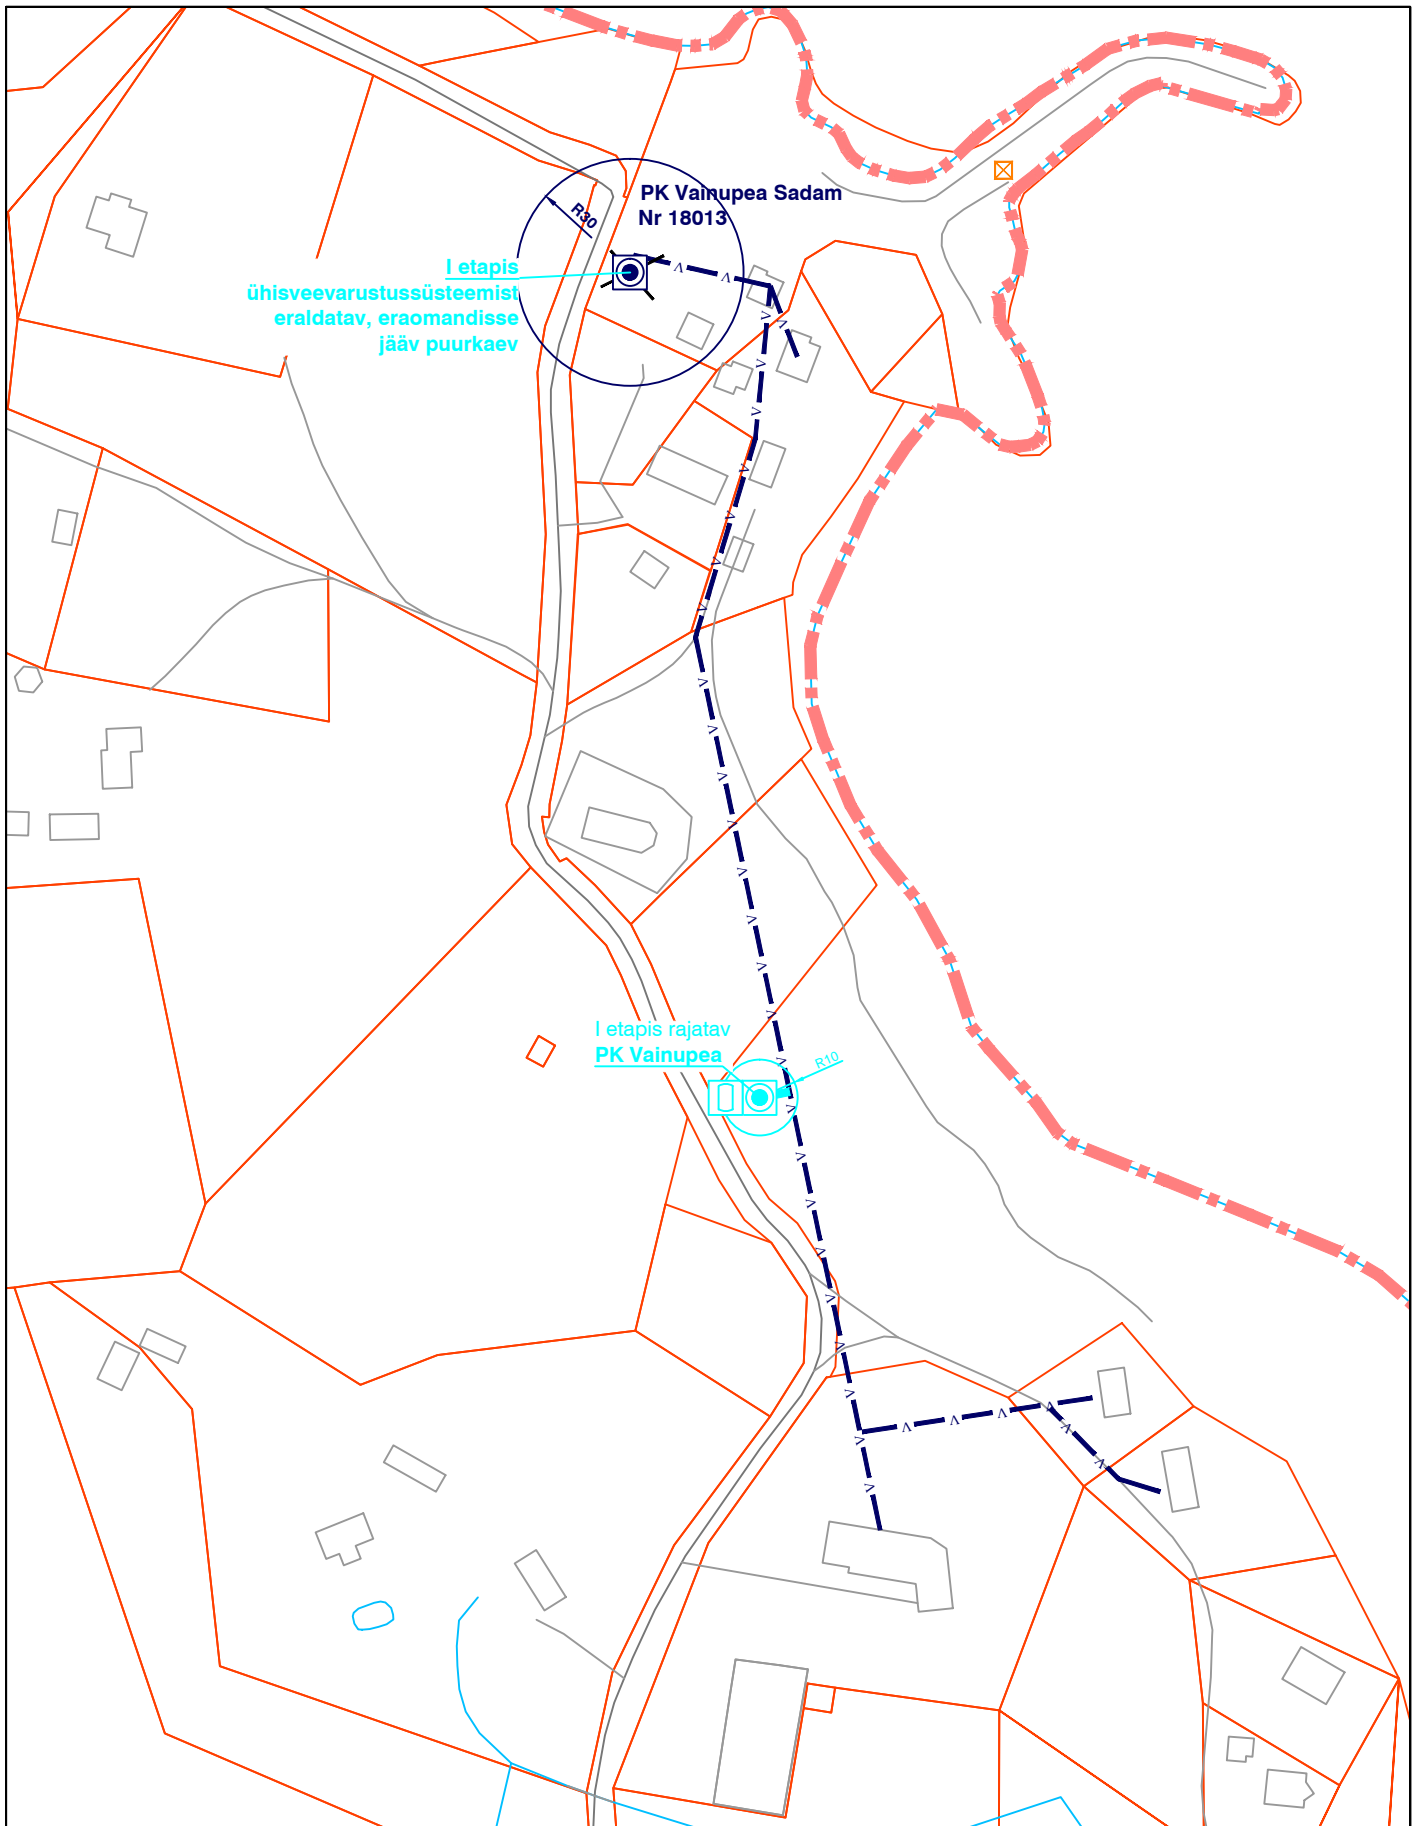 PK Vainupea Sadam
Nr 18013
R30
I etapis
ühisveevarustussüsteemist
eraldatav, eraomandisse
jääv puurkaev
I etapis rajatav
PK Vainupea
R10
V V V V V V V V V V V V V V V V V V V V V V V V V V V V V V V V V V